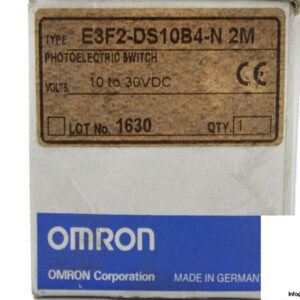 TYPE E3F2-DS10B4-N 2M
PHOTOELECTRIC SWITCH
VOLTS. 10 to 30VDC CE
LOT No. 1630 QTY. 1
OMRON
OMRON Corporation MADE IN GERMANY